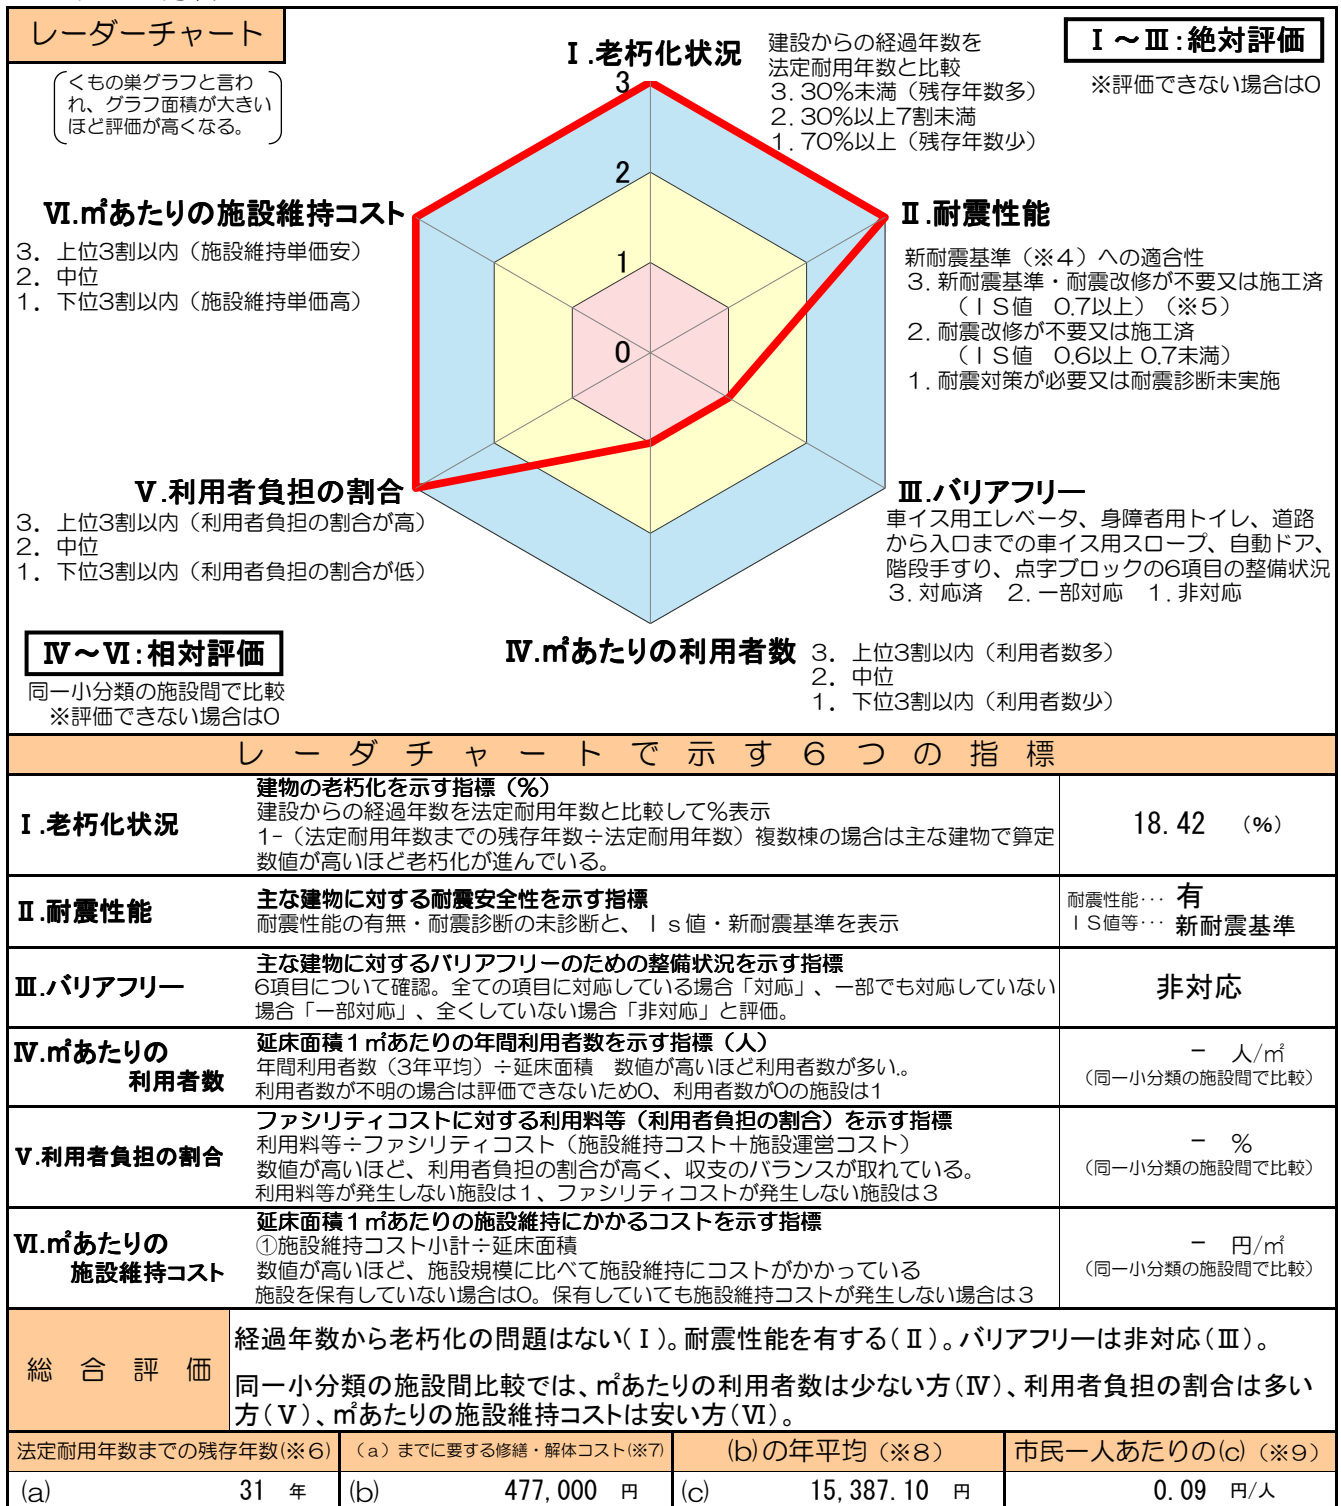 レーダーチャート
くもの巣グラフと言わ
れ、グラフ面積が大きい
ほど評価が高くなる。
Ⅰ～Ⅲ:絶対評価
※評価できない場合は0
Ⅰ.老朽化状況
建設からの経過年数を
法定耐用年数と比較
3. 30%未満（残存年数多）
2. 30%以上7割未満
1. 70%以上（残存年数少）
3
2
1
0
Ⅵ.㎡あたりの施設維持コスト
3. 上位3割以内（施設維持単価安）
2. 中位
1. 下位3割以内（施設維持単価高）
Ⅱ.耐震性能
新耐震基準（※4）への適合性
3. 新耐震基準・耐震改修が不要又は施工済
（ＩＳ値 0.7以上）（※5）
2. 耐震改修が不要又は施工済
（ＩＳ値 0.6以上 0.7未満）
1. 耐震対策が必要又は耐震診断未実施
Ⅴ.利用者負担の割合
3. 上位3割以内（利用者負担の割合が高）
2. 中位
1. 下位3割以内（利用者負担の割合が低）
Ⅲ.バリアフリー
車イス用エレベータ、身障者用トイレ、道路
から入口までの車イス用スロープ、自動ドア、
階段手すり、点字ブロックの6項目の整備状況
3. 対応済 2. 一部対応 1. 非対応
Ⅳ～Ⅵ:相対評価
同一小分類の施設間で比較
※評価できない場合は0
Ⅳ.㎡あたりの利用者数
3. 上位3割以内（利用者数多）
2. 中位
1. 下位3割以内（利用者数少）
レーダチャートで示す6つの指標
Ⅰ.老朽化状況
建物の老朽化を示す指標（%）
建設からの経過年数を法定耐用年数と比較して%表示
1-（法定耐用年数までの残存年数÷法定耐用年数）複数棟の場合は主な建物で算定
数値が高いほど老朽化が進んでいる。
18.42 （%）
Ⅱ.耐震性能
主な建物に対する耐震安全性を示す指標
耐震性能の有無・耐震診断の未診断と、Ｉｓ値・新耐震基準を表示
耐震性能… 有
ＩＳ値等… 新耐震基準
Ⅲ.バリアフリー
主な建物に対するバリアフリーのための整備状況を示す指標
6項目について確認。全ての項目に対応している場合「対応」、一部でも対応していない
場合「一部対応」、全くしていない場合「非対応」と評価。
非対応
Ⅳ.㎡あたりの
利用者数
延床面積１㎡あたりの年間利用者数を示す指標（人）
年間利用者数（3年平均）÷延床面積 数値が高いほど利用者数が多い。
利用者数が不明の場合は評価できないため0、利用者数が0の施設は1
－ 人/㎡
（同一小分類の施設間で比較）
Ⅴ.利用者負担の割合
ファシリティコストに対する利用料等（利用者負担の割合）を示す指標
利用料等÷ファシリティコスト（施設維持コスト＋施設運営コスト）
数値が高いほど、利用者負担の割合が高く、収支のバランスが取れている。
利用料等が発生しない施設は１、ファシリティコストが発生しない施設は３
－ %
（同一小分類の施設間で比較）
Ⅵ.㎡あたりの
施設維持コスト
延床面積１㎡あたりの施設維持にかかるコストを示す指標
①施設維持コスト小計÷延床面積
数値が高いほど、施設規模に比べて施設維持にコストがかかっている
施設を保有していない場合は0。保有していても施設維持コストが発生しない場合は３
－ 円/㎡
（同一小分類の施設間で比較）
総合評価
経過年数から老朽化の問題はない(Ⅰ)。耐震性能を有する(Ⅱ)。バリアフリーは非対応(Ⅲ)。
同一小分類の施設間比較では、㎡あたりの利用者数は少ない方(Ⅳ)、利用者負担の割合は多い
方(Ⅴ)、㎡あたりの施設維持コストは安い方(Ⅵ)。
法定耐用年数までの残存年数(※6)
（a）までに要する修繕・解体コスト(※7)
(b)の年平均（※8）
市民一人あたりの(c)（※9）
(a) 31 年
(b) 477,000 円
(c) 15,387.10 円
0.09 円/人